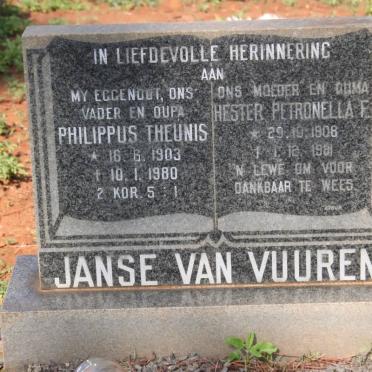 IN LIEFDEVOLLE HERINNERING
AAN
MY EGGENOOT, ONS
VADER EN OUPA
PHILIPPUS THEUNIS
* 16.6.1903
† 10.1.1980
2 KOR. 5:1
ONS MOEDER EN OUMA
HESTER PETRONELLA F.
* 29.10.1906
† 1.12.1981
'N LEWE OM VOOR
DANKBAAR TE WEES
JANSE VAN VUUREN